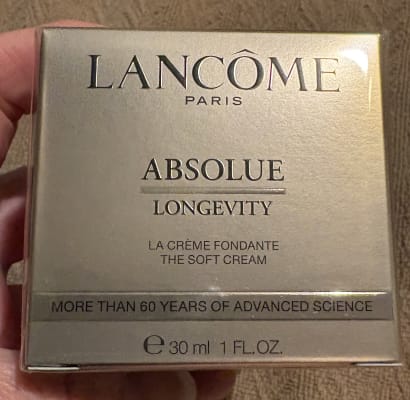 LANCÔME
PARIS
ABSOLUE
LONGEVITY
LA CRÈME FONDANTE
THE SOFT CREAM
MORE THAN 60 YEARS OF ADVANCED SCIENCE
℮ 30 ml 1 FL.OZ.